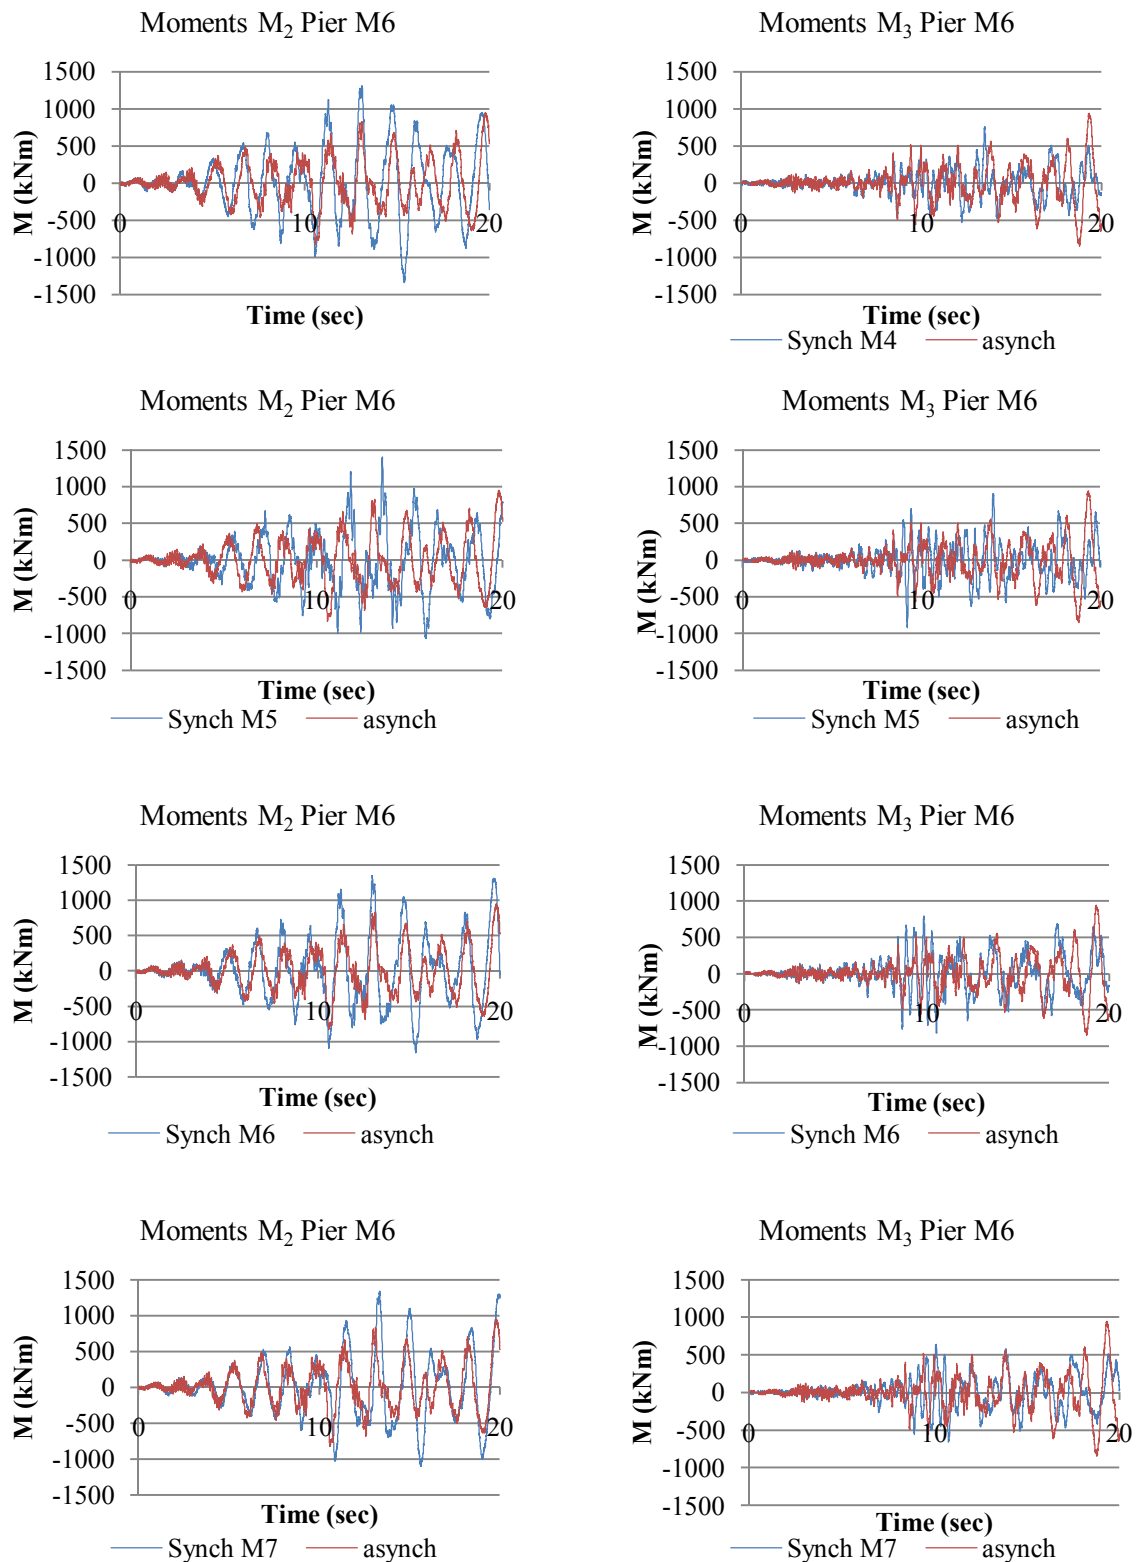 Moments M₂ Pier M6
1500
1000
500
0
-500
-1000
-1500
0
10
20
M (kNm)
Time (sec)
Moments M₃ Pier M6
1500
1000
500
0
-500
-1000
-1500
0
10
20
M (kNm)
Time (sec)
Synch M4 asynch
Moments M₂ Pier M6
1500
1000
500
0
-500
-1000
-1500
0
10
20
M (kNm)
Time (sec)
Synch M5 asynch
Moments M₃ Pier M6
1500
1000
500
0
-500
-1000
-1500
0
10
20
M (kNm)
Time (sec)
Synch M5 asynch
Moments M₂ Pier M6
1500
1000
500
0
-500
-1000
-1500
0
10
20
M (kNm)
Time (sec)
Synch M6 asynch
Moments M₃ Pier M6
1500
1000
500
0
-500
-1000
-1500
0
10
20
M (kNm)
Time (sec)
Synch M6 asynch
Moments M₂ Pier M6
1500
1000
500
0
-500
-1000
-1500
0
10
20
M (kNm)
Time (sec)
Synch M7 asynch
Moments M₃ Pier M6
1500
1000
500
0
-500
-1000
-1500
0
10
20
M (kNm)
Time (sec)
Synch M7 asynch